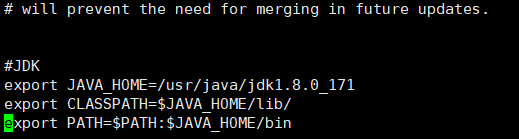 # will prevent the need for merging in future updates.
#JDK
export JAVA_HOME=/usr/java/jdk1.8.0_171
export CLASSPATH=$JAVA_HOME/lib/
export PATH=$PATH:$JAVA_HOME/bin